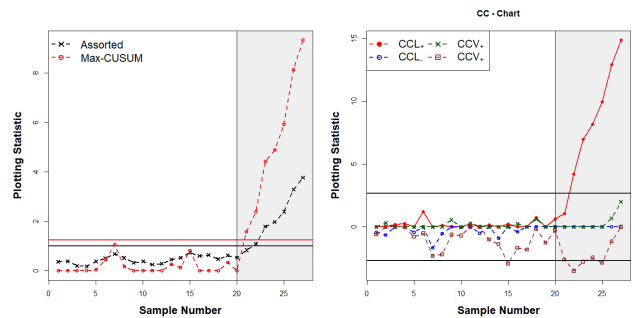 CC - Chart
Assorted
Max-CUSUM
CCL+ CCV+
CCL- CCV+
Plotting Statistic
0 2 4 6 8
0 5 10 15 20 25
Sample Number
Plotting Statistic
0 5 10 15
0 5 10 15 20 25
Sample Number